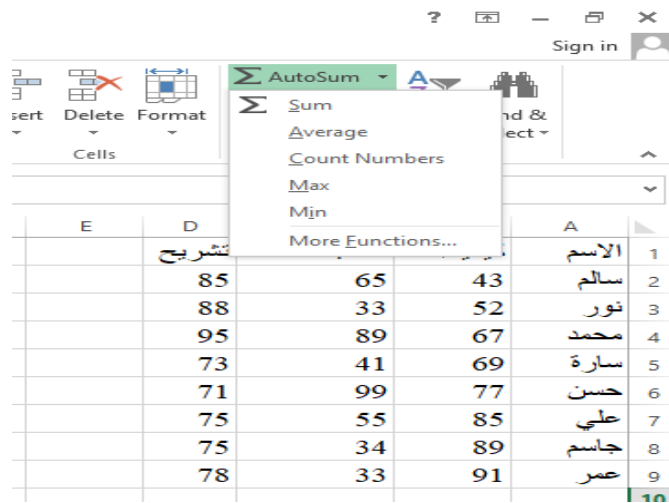 ?
Sign in
AutoSum
Delete Format
Cells
Sum
Average
Count Numbers
Max
Min
More Functions...
E D A
الاسم تشريح 1
سالم 43 65 85 2
نور 52 33 88 3
محمد 67 89 95 4
سارة 69 41 73 5
حسن 77 99 71 6
علي 85 55 75 7
جاسم 89 34 75 8
عمر 91 33 78 9
10